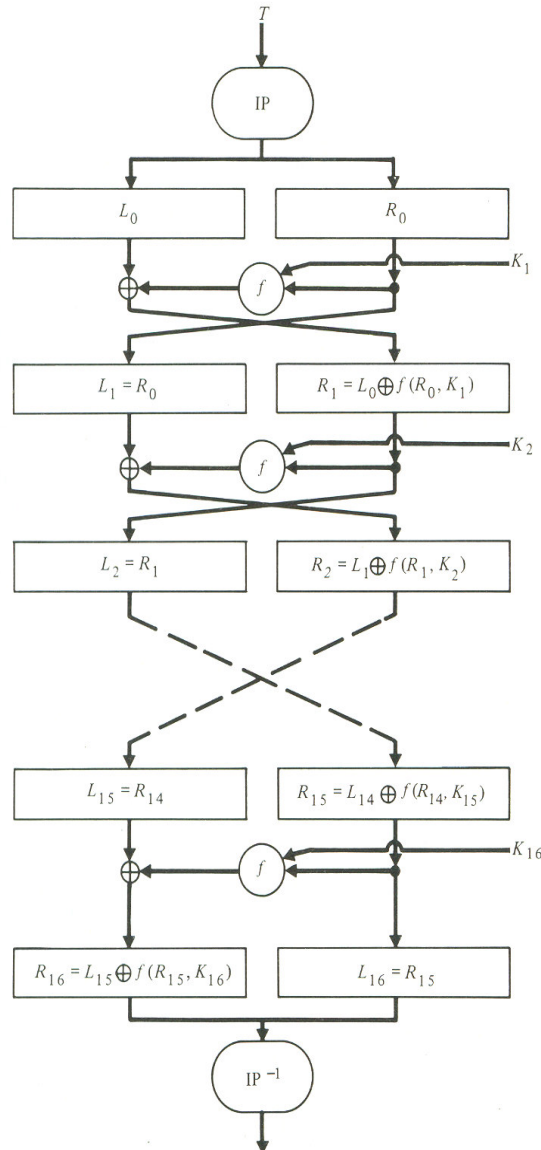 T
IP
L₀ R₀
K₁
f
L₁ = R₀ R₁ = L₀ ⊕ f (R₀, K₁)
K₂
f
L₂ = R₁ R₂ = L₁ ⊕ f (R₁, K₂)
L₁₅ = R₁₄ R₁₅ = L₁₄ ⊕ f (R₁₄, K₁₅)
K₁₆
f
R₁₆ = L₁₅ ⊕ f (R₁₅, K₁₆) L₁₆ = R₁₅
IP⁻¹